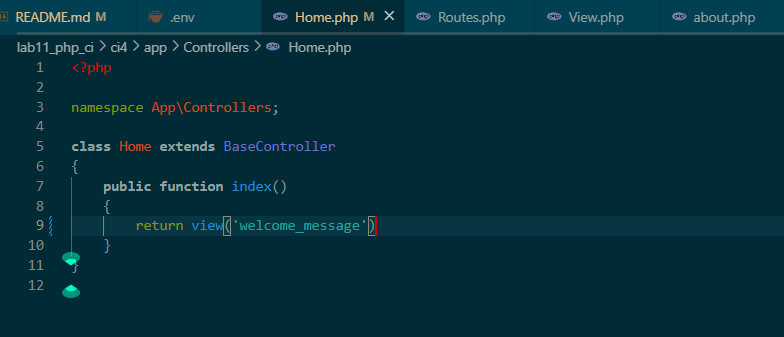 README.md M .env Home.php M × Routes.php View.php about.php
lab11_php_ci > ci4 > app > Controllers > Home.php
1 <?php
2
3 namespace App\Controllers;
4
5 class Home extends BaseController
6 {
7     public function index()
8     {
9         return view('welcome_message')
10     }
11 }
12